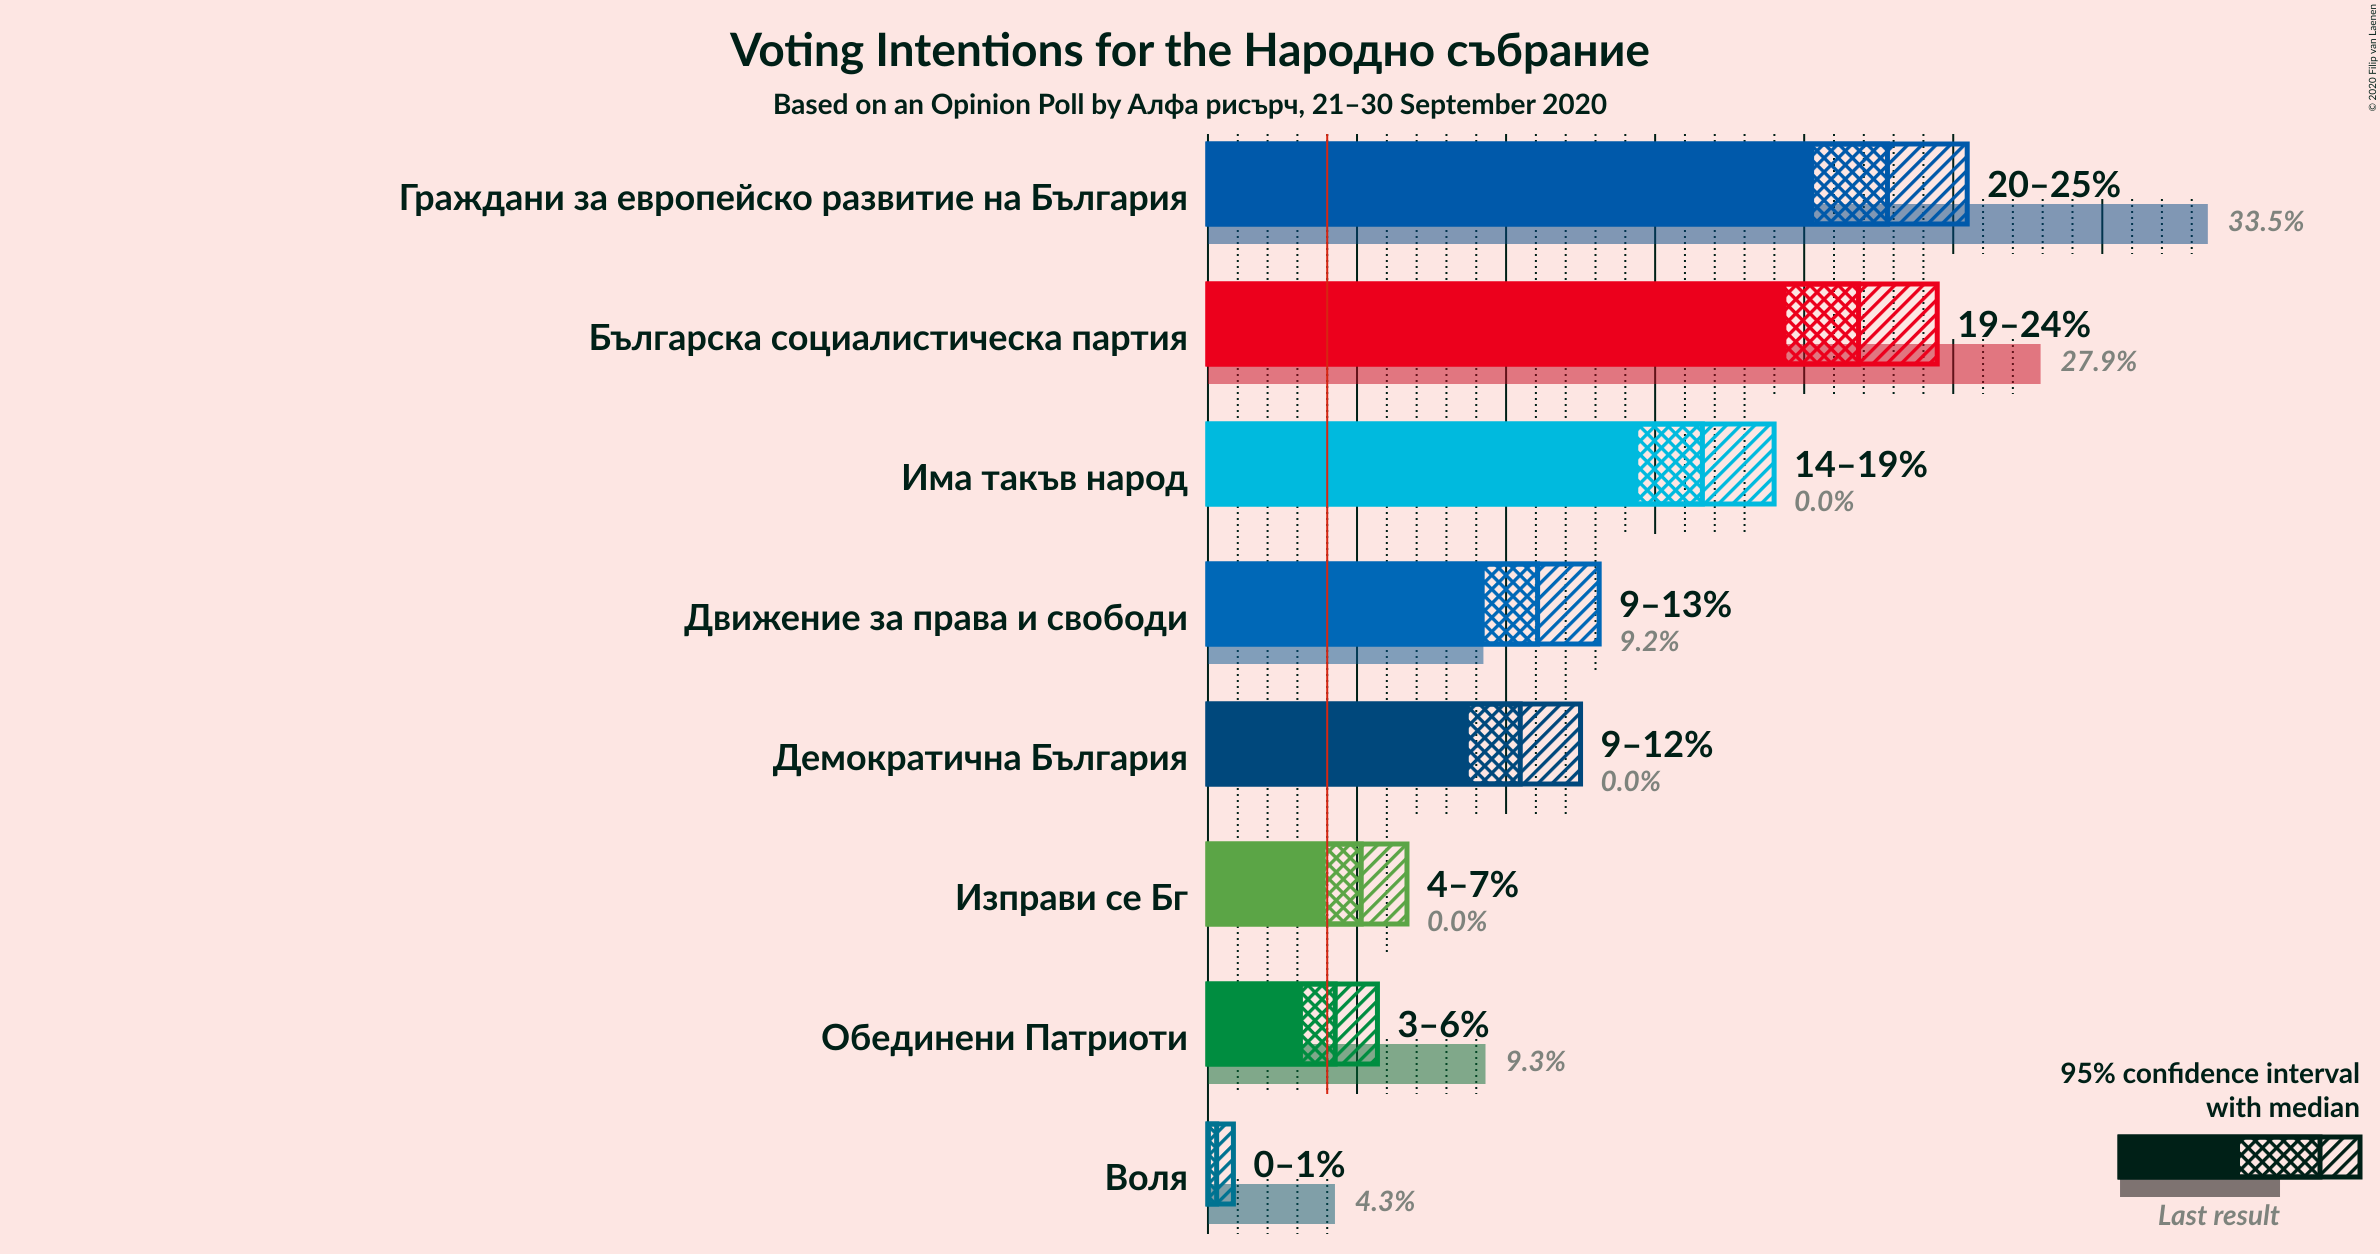 Voting Intentions for the Народно събрание
Based on an Opinion Poll by Алфа рисърч, 21–30 September 2020
© 2020 Filip van Laenen
Граждани за европейско развитие на България
20–25%
33.5%
Българска социалистическа партия
19–24%
27.9%
Има такъв народ
14–19%
0.0%
Движение за права и свободи
9–13%
9.2%
Демократична България
9–12%
0.0%
Изправи се Бг
4–7%
0.0%
Обединени Патриоти
3–6%
9.3%
Воля
0–1%
4.3%
95% confidence interval
with median
Last result